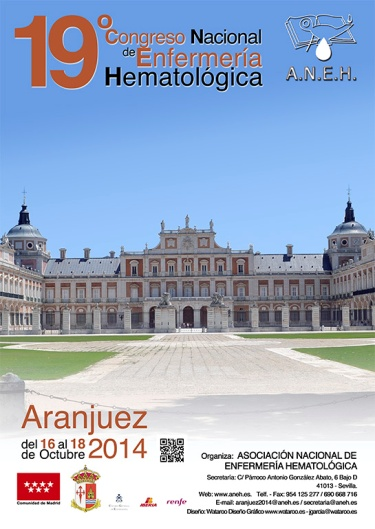 19º Congreso Nacional
de Enfermería
Hematológica
A.N.E.H.
Aranjuez
del 16 al 18
de Octubre 2014
Organiza: ASOCIACIÓN NACIONAL DE
ENFERMERÍA HEMATOLÓGICA
Secretaria: C/ Párroco Antonio González Abato, 6 Bajo D
41013 - Sevilla.
Web: www.aneh.es. Telf. - Fax: 954 125 277 / 690 668 716
E-mail: aranjuez2014@aneh.es / secretaria@aneh.es
Diseño: Watarco Diseño Gráfico www.watarco.es - jgarcia@watarco.es
Comunidad de Madrid
renfe